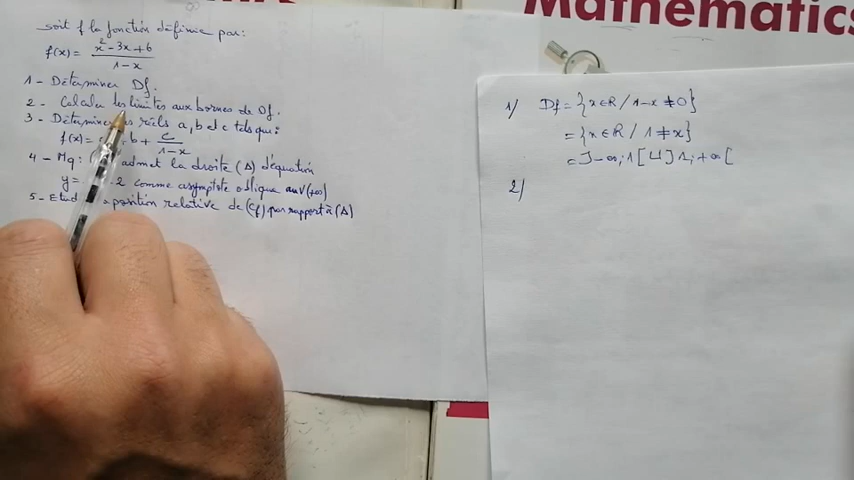 Mathematics
soit f la fonction définie par:
f(x) = x² - 3x + 6 / 1 - x
1 - Déterminer Df.
2 - Calculer les limites aux bornes de Df.
3 - Déterminer réels a, b et c tels que:
f(x) = b + c / 1 - x
4 - Mq: (C admet la droite (Δ) d'équation
y = 2 comme asymptote oblique au V(+∞)
5 - Etud position relative de (Cf) par rapport à (Δ)
1/ Df = {x ∈ R / 1 - x ≠ 0}
= {x ∈ R / 1 ≠ x}
= ]-∞; 1[ ∪ ]1; +∞[
2/